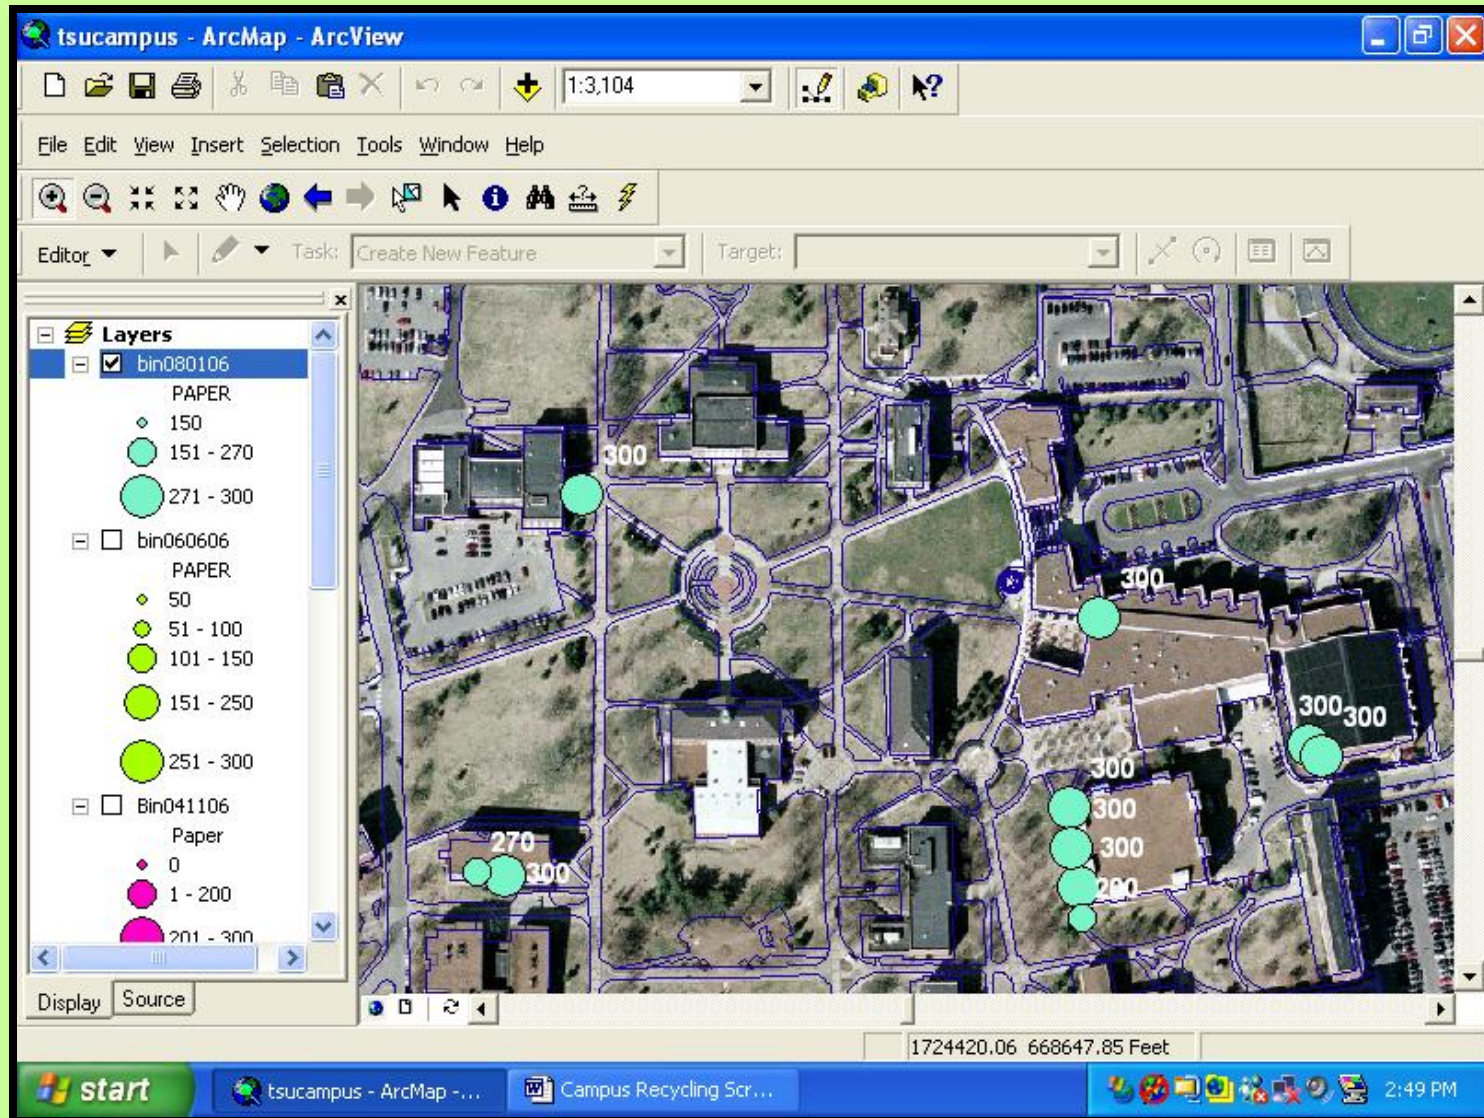 tsucampus - ArcMap - ArcView
1:3,104
File Edit View Insert Selection Tools Window Help
Editor Task: Create New Feature Target:
Layers
bin080106
PAPER
150
151 - 270
271 - 300
bin060606
PAPER
50
51 - 100
101 - 150
151 - 250
251 - 300
Bin041106
Paper
0
1 - 200
201 - 300
Display Source
300
300
300 300
300
300
300
270
300
1724420.06 668647.85 Feet
start tsucampus - ArcMap -... Campus Recycling Scr... 2:49 PM